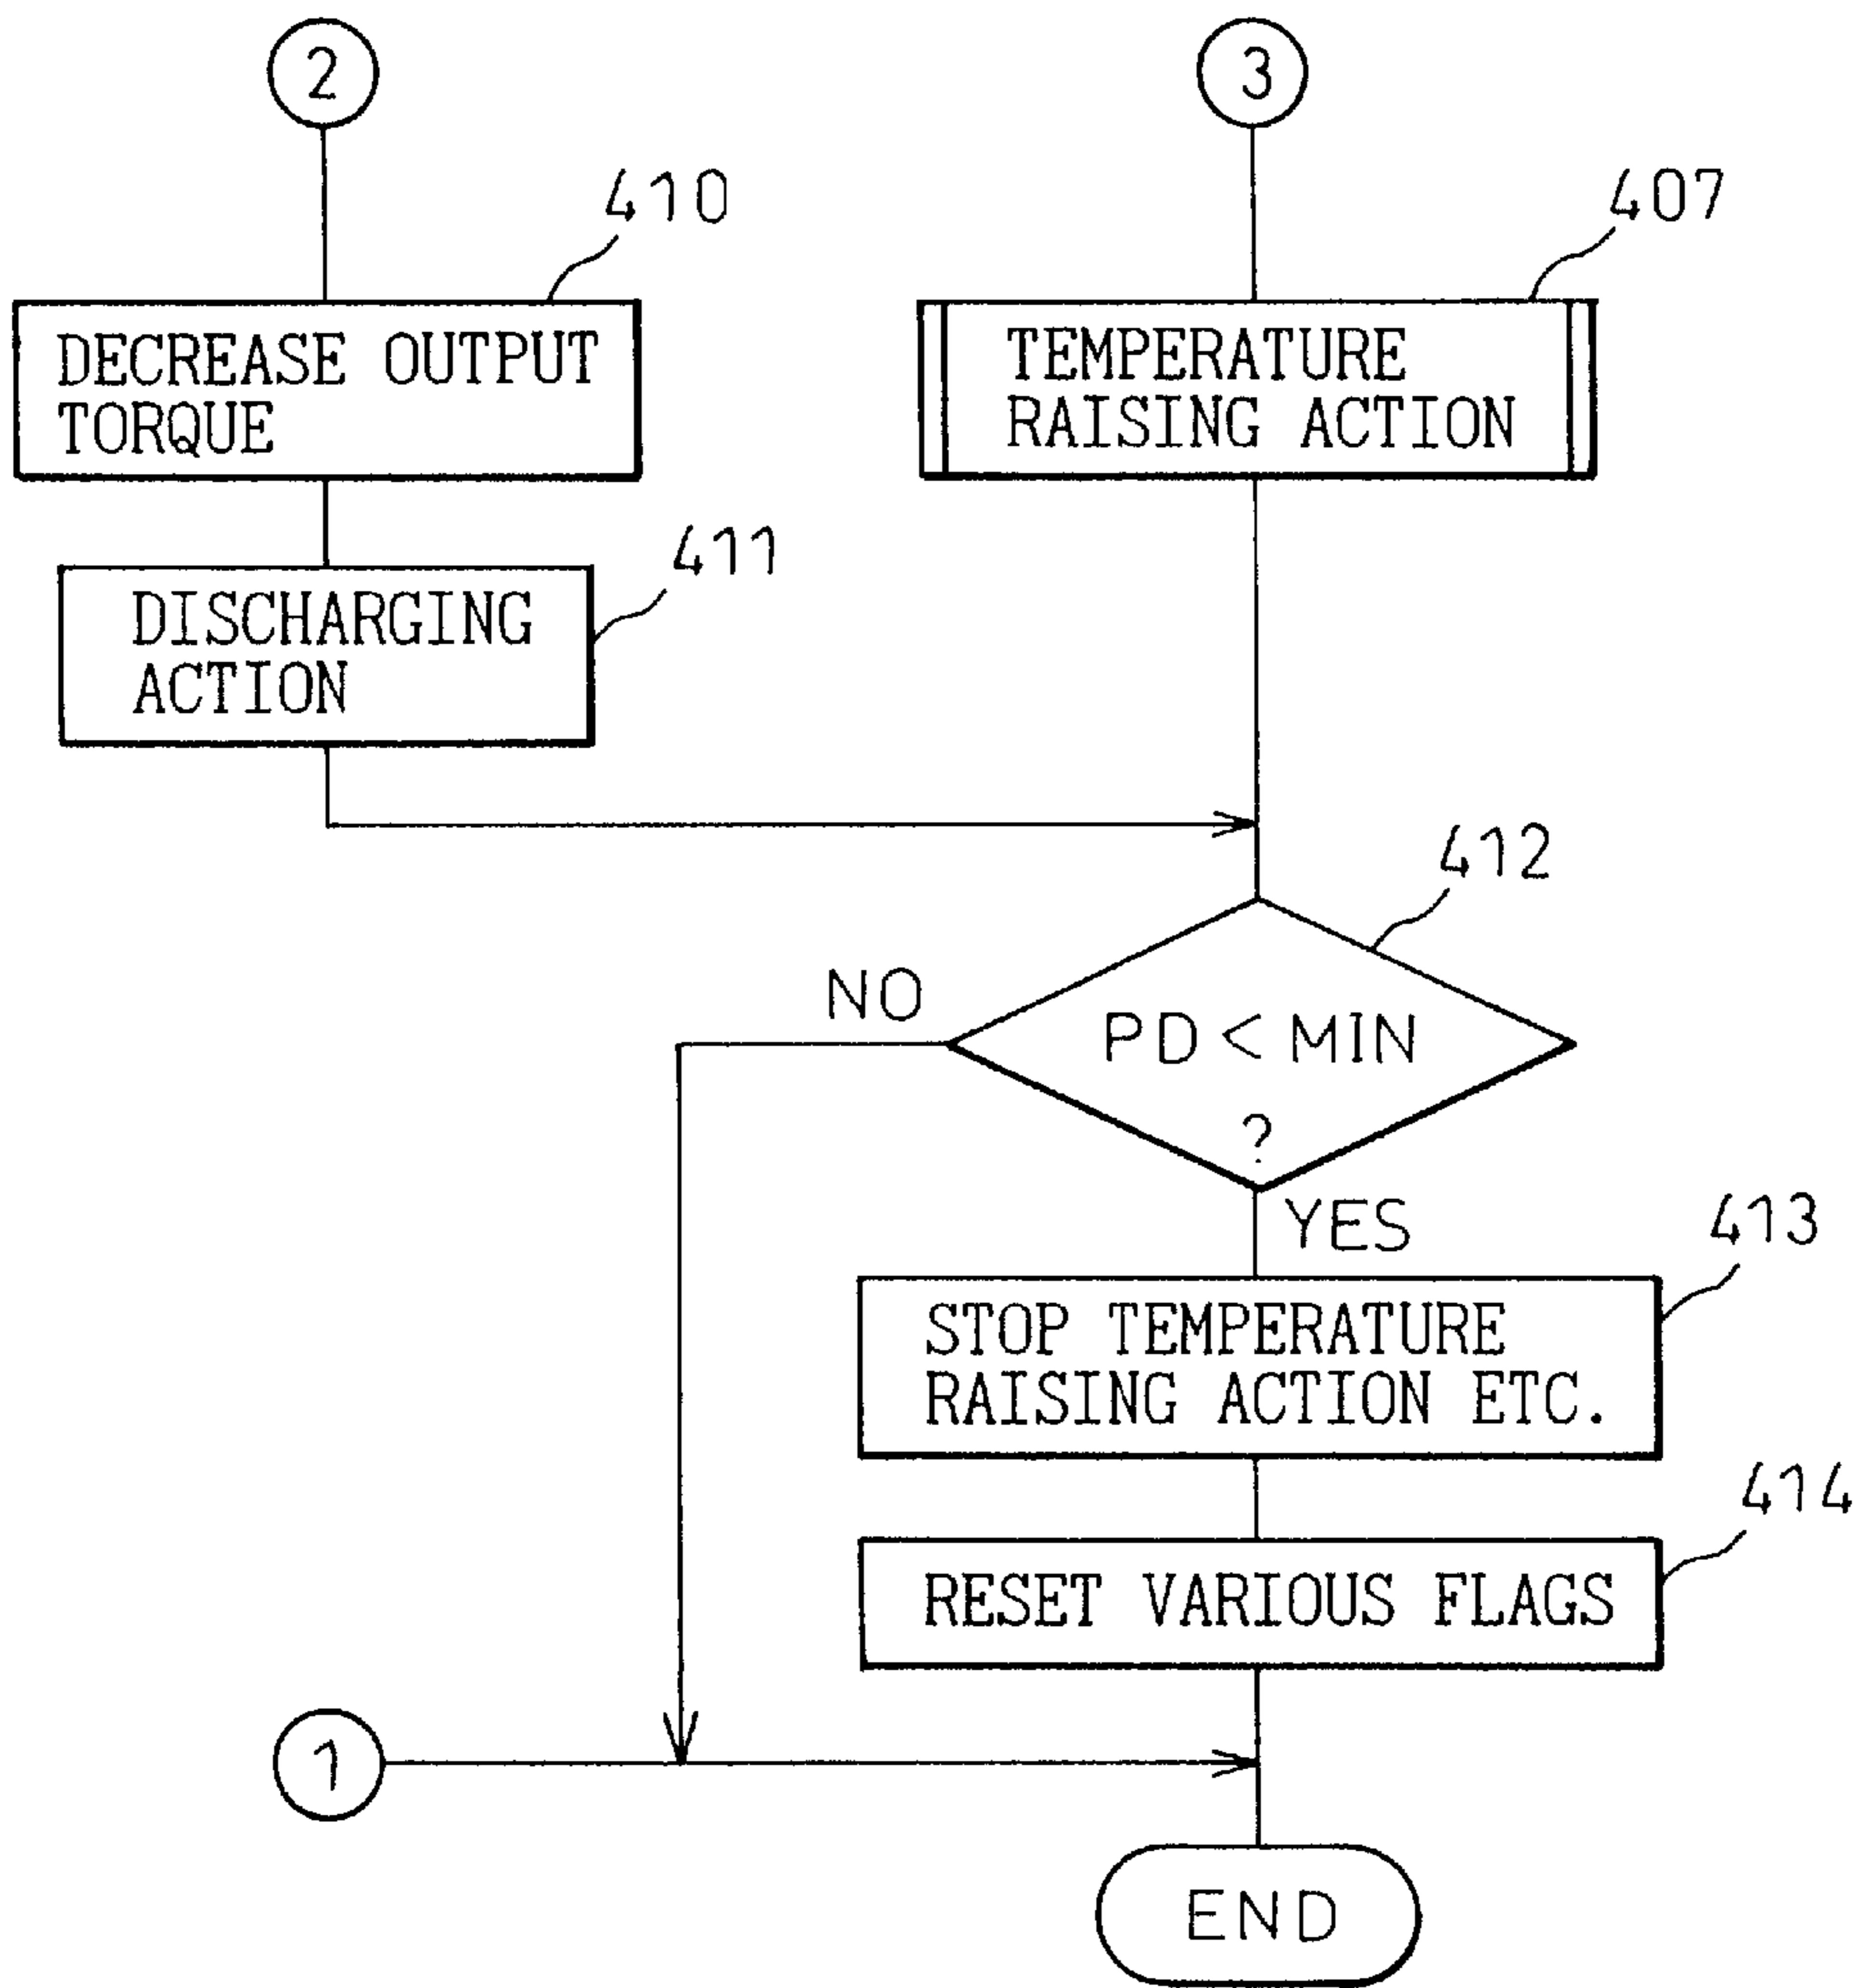 2
3
410
407
DECREASE OUTPUT
TORQUE
TEMPERATURE
RAISING ACTION
411
DISCHARGING
ACTION
412
NO
PD < MIN
?
YES
413
STOP TEMPERATURE
RAISING ACTION ETC.
414
RESET VARIOUS FLAGS
1
END